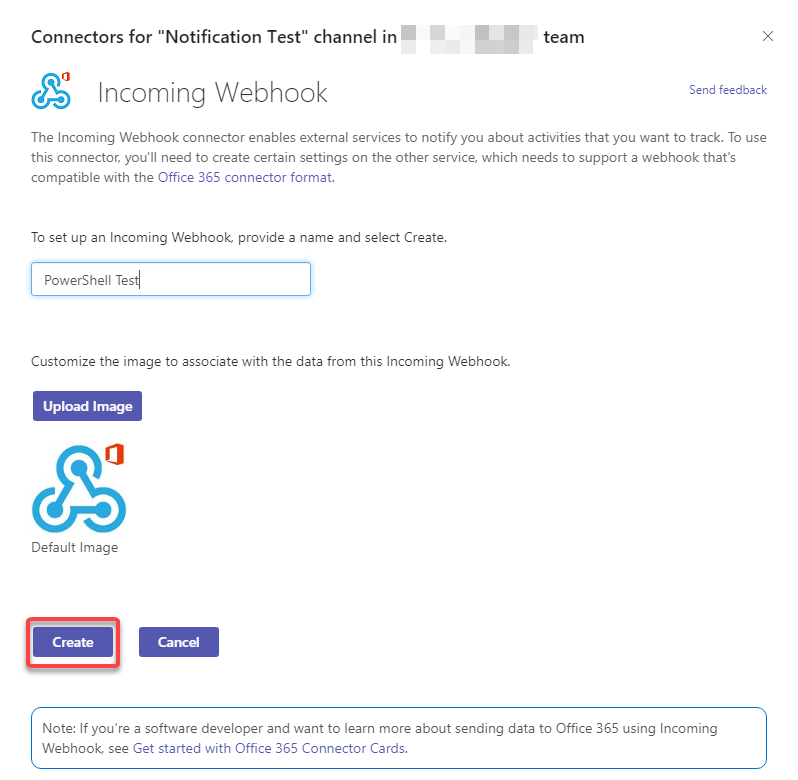 Connectors for "Notification Test" channel in team
Incoming Webhook
Send feedback
The Incoming Webhook connector enables external services to notify you about activities that you want to track. To use
this connector, you'll need to create certain settings on the other service, which needs to support a webhook that's
compatible with the Office 365 connector format.
To set up an Incoming Webhook, provide a name and select Create.
PowerShell Test
Customize the image to associate with the data from this Incoming Webhook.
Upload Image
Default Image
Create Cancel
Note: If you're a software developer and want to learn more about sending data to Office 365 using Incoming
Webhook, see Get started with Office 365 Connector Cards.